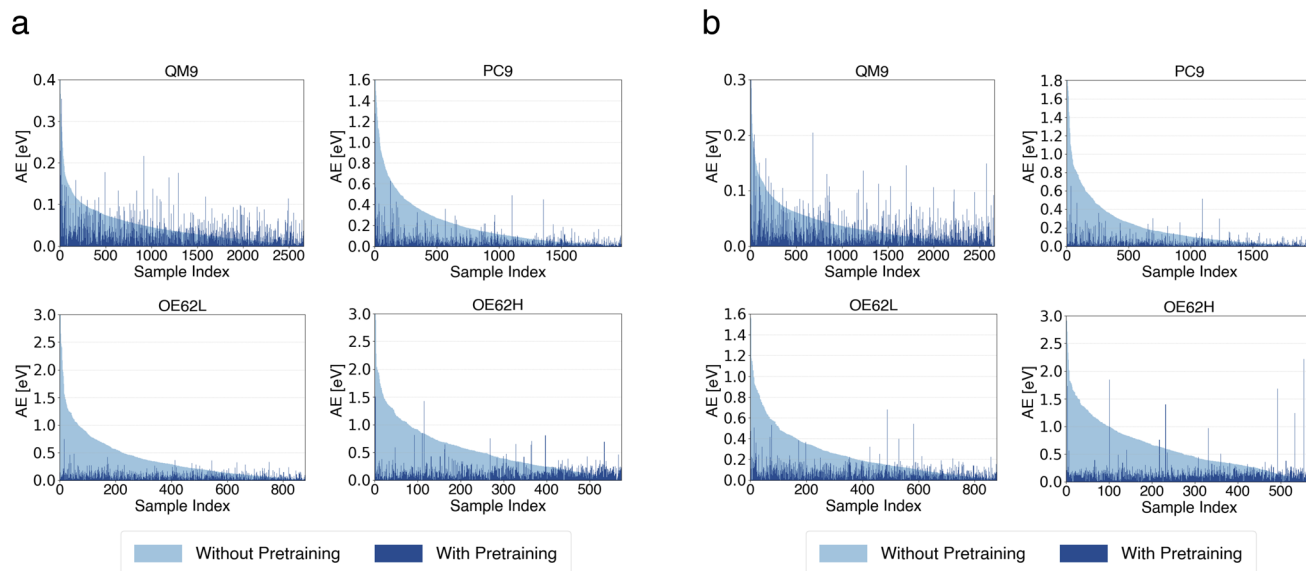 a
b
QM9
AE [eV]
0.4
0.3
0.2
0.1
0.0
0 500 1000 1500 2000 2500
Sample Index
PC9
AE [eV]
1.6
1.4
1.2
1.0
0.8
0.6
0.4
0.2
0.0
0 500 1000 1500
Sample Index
QM9
AE [eV]
0.3
0.2
0.1
0.0
0 500 1000 1500 2000 2500
Sample Index
PC9
AE [eV]
1.8
1.6
1.4
1.2
1.0
0.8
0.6
0.4
0.2
0.0
0 500 1000 1500
Sample Index
OE62L
AE [eV]
3.0
2.5
2.0
1.5
1.0
0.5
0.0
0 200 400 600 800
Sample Index
OE62H
AE [eV]
3.0
2.5
2.0
1.5
1.0
0.5
0.0
0 100 200 300 400 500
Sample Index
OE62L
AE [eV]
1.6
1.4
1.2
1.0
0.8
0.6
0.4
0.2
0.0
0 200 400 600 800
Sample Index
OE62H
AE [eV]
3.0
2.5
2.0
1.5
1.0
0.5
0.0
0 100 200 300 400 500
Sample Index
Without Pretraining With Pretraining
Without Pretraining With Pretraining